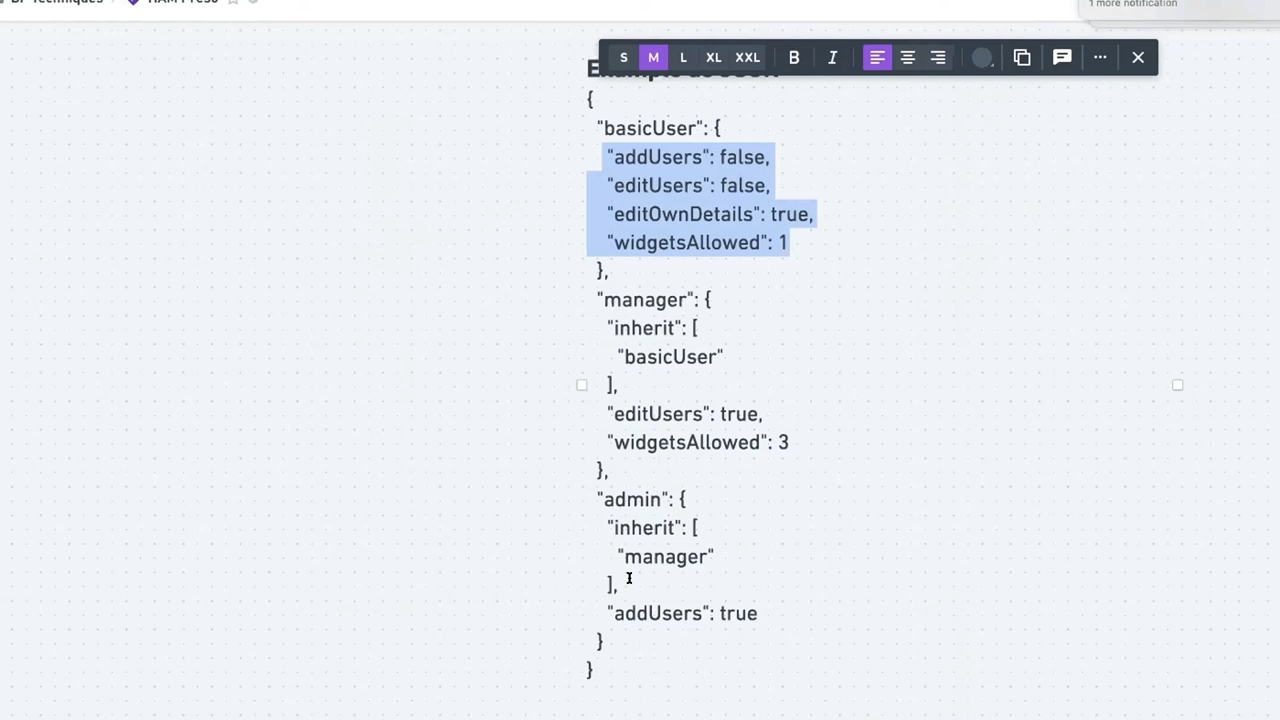 1 more notification
S M L XL XXL B I
{
"basicUser": {
"addUsers": false,
"editUsers": false,
"editOwnDetails": true,
"widgetsAllowed": 1
},
"manager": {
"inherit": [
"basicUser"
],
"editUsers": true,
"widgetsAllowed": 3
},
"admin": {
"inherit": [
"manager"
],
"addUsers": true
}
}